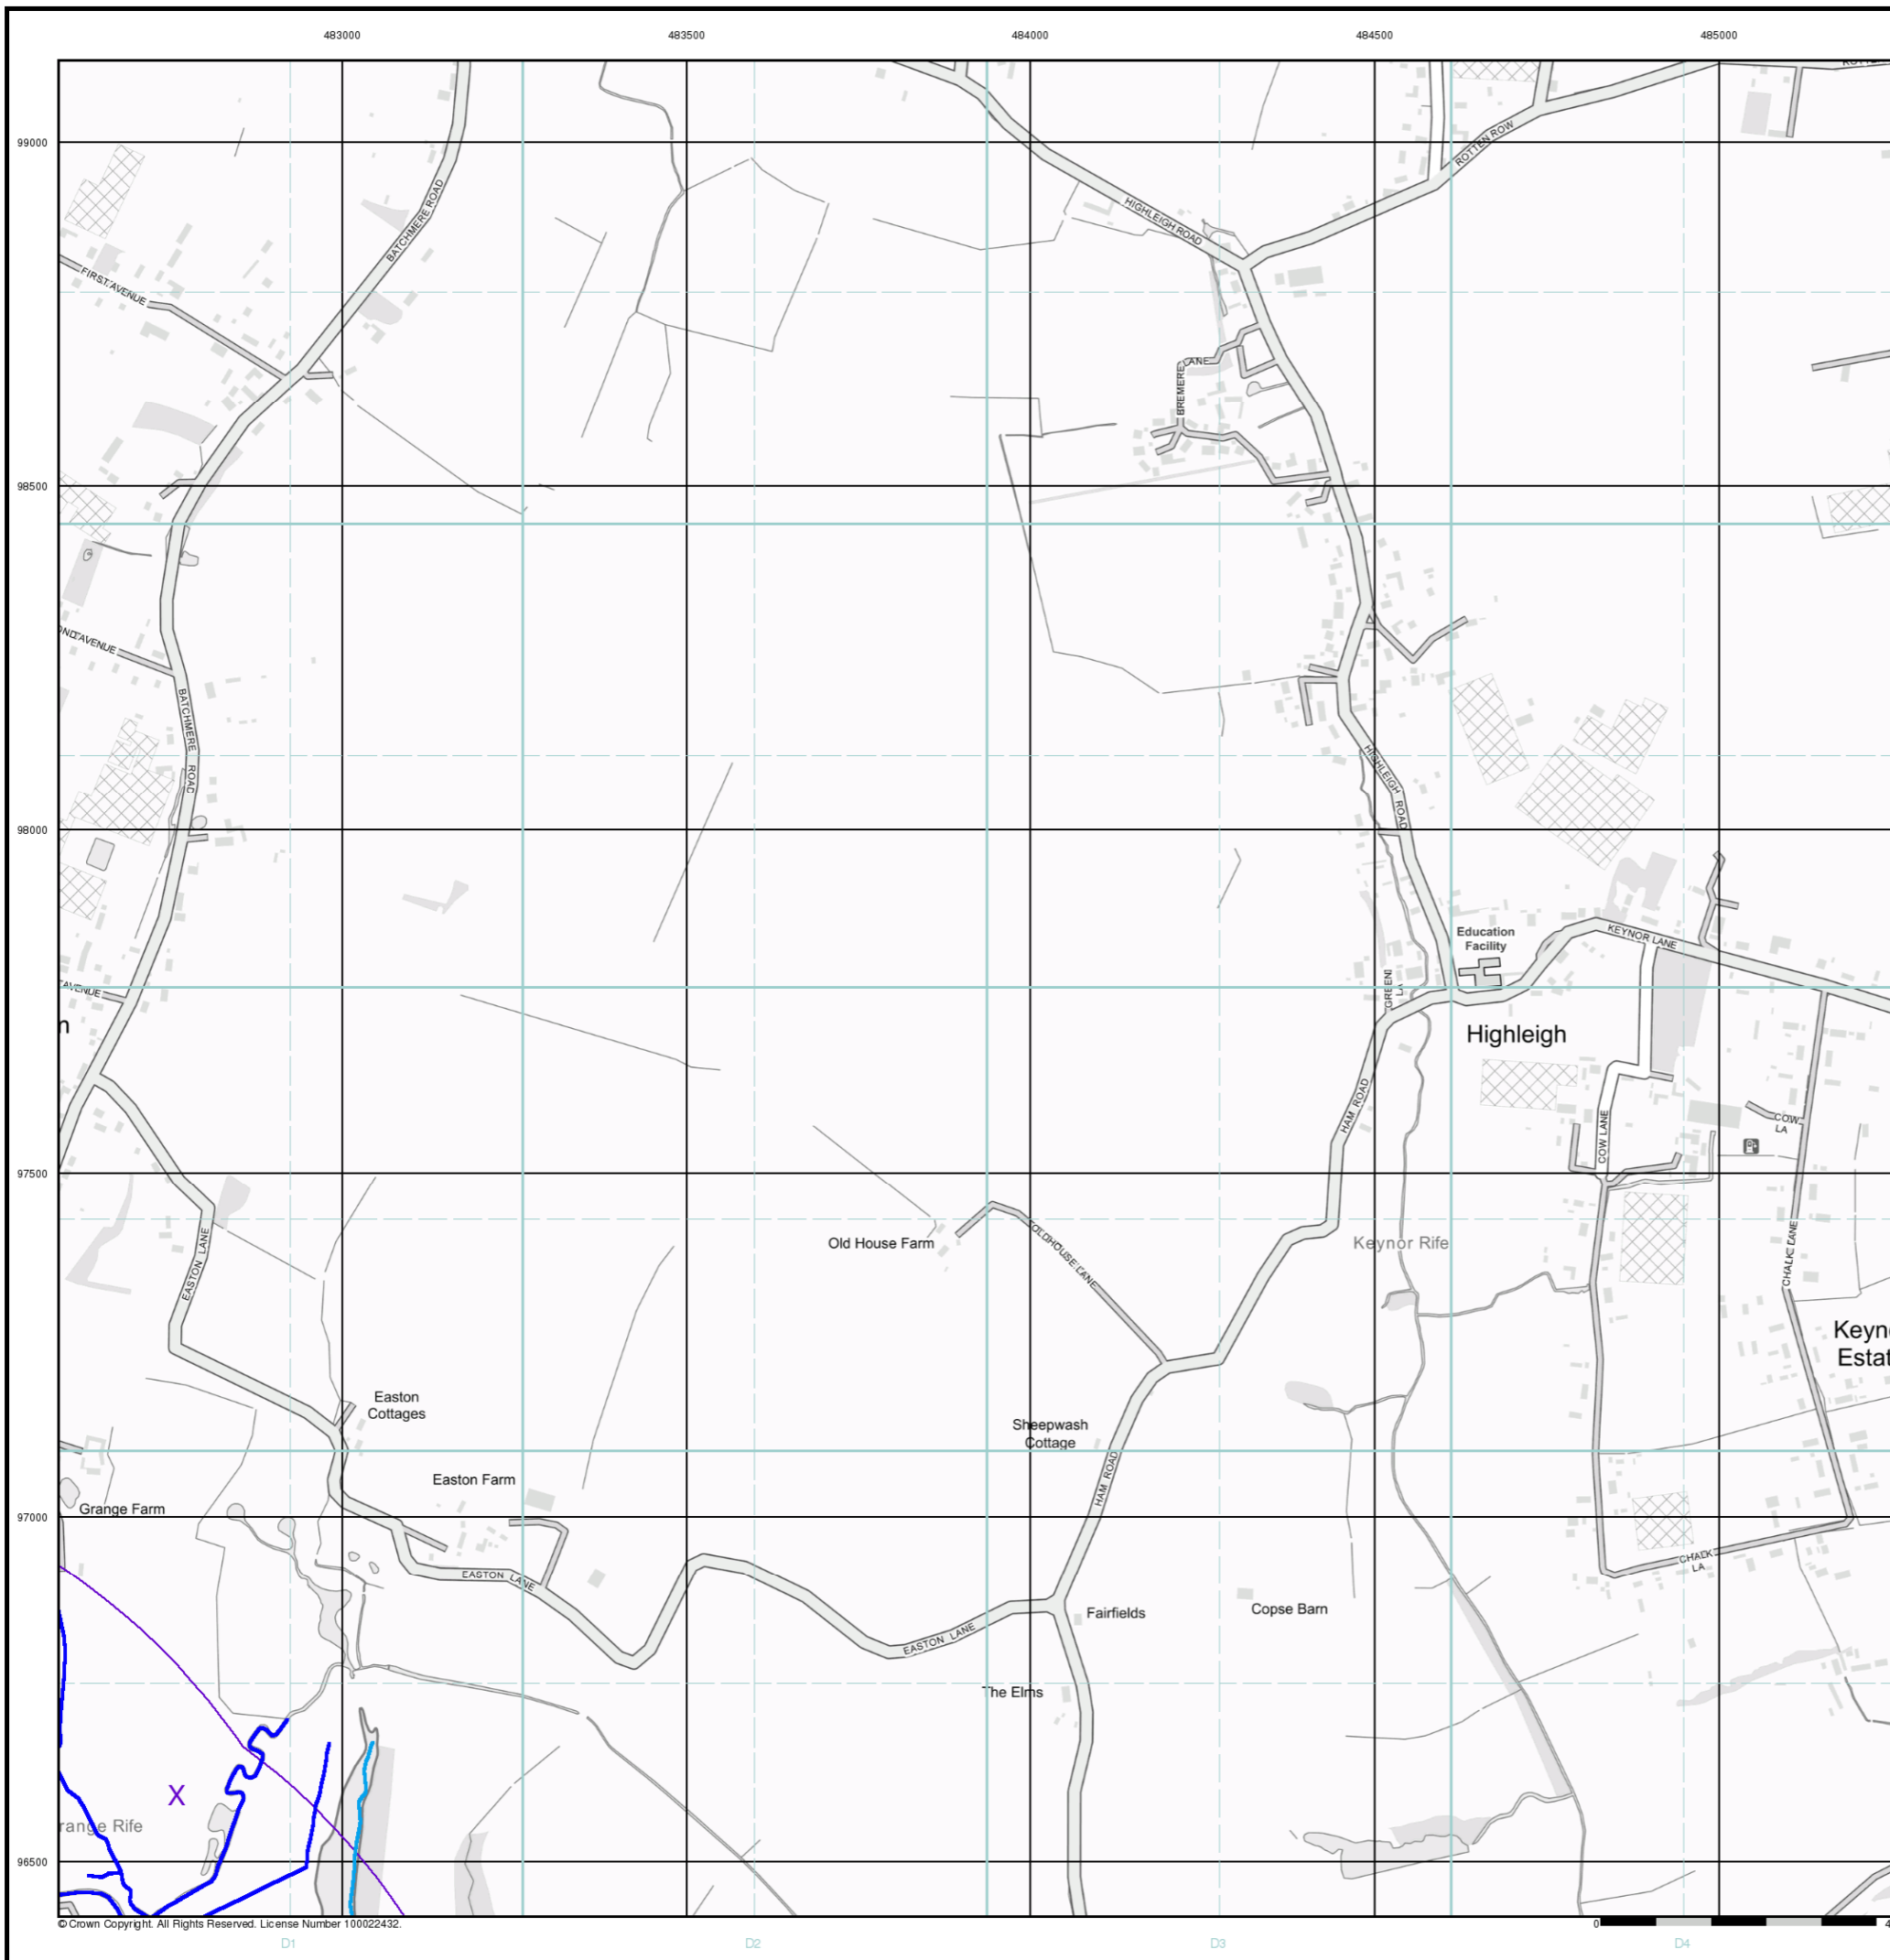 483000
483500
484000
484500
485000
99000
98500
98000
97500
97000
96500
BATCHMERE ROAD
FIRST AVENUE
HIGHLEIGH ROAD
ROTTEN ROW
BREMERE
LANE
AVENUE
BATCHMERE
ROAD
HIGHLEIGH ROAD
Education
Facility
KEYNOR LANE
AVENUE
GREEN
LA
n
Highleigh
HAM ROAD
COW LANE
COW
LA
EASTON LANE
Old House Farm
OLDHOUSE LANE
Keynor Rife
CHALK LANE
Keyn
Estat
Easton
Cottages
Sheepwash
Cottage
Easton Farm
HAM ROAD
Grange Farm
EASTON LANE
CHALK
LA
Fairfields
Copse Barn
EASTON LANE
The Elms
X
range Rife
© Crown Copyright. All Rights Reserved. License Number 100022432.
0
4
D1
D2
D3
D4